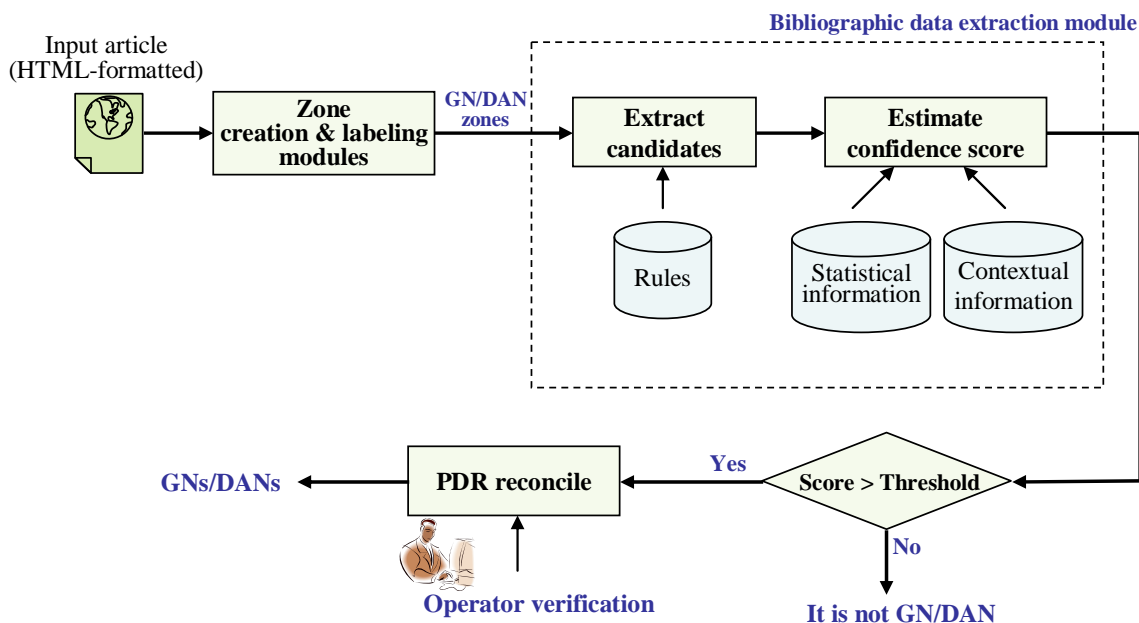 Bibliographic data extraction module
Input article
(HTML-formatted)
Zone
creation & labeling
modules
GN/DAN
zones
Extract
candidates
Estimate
confidence score
Rules
Statistical
information
Contextual
information
GNs/DANs
PDR reconcile
Yes
Score > Threshold
No
Operator verification
It is not GN/DAN